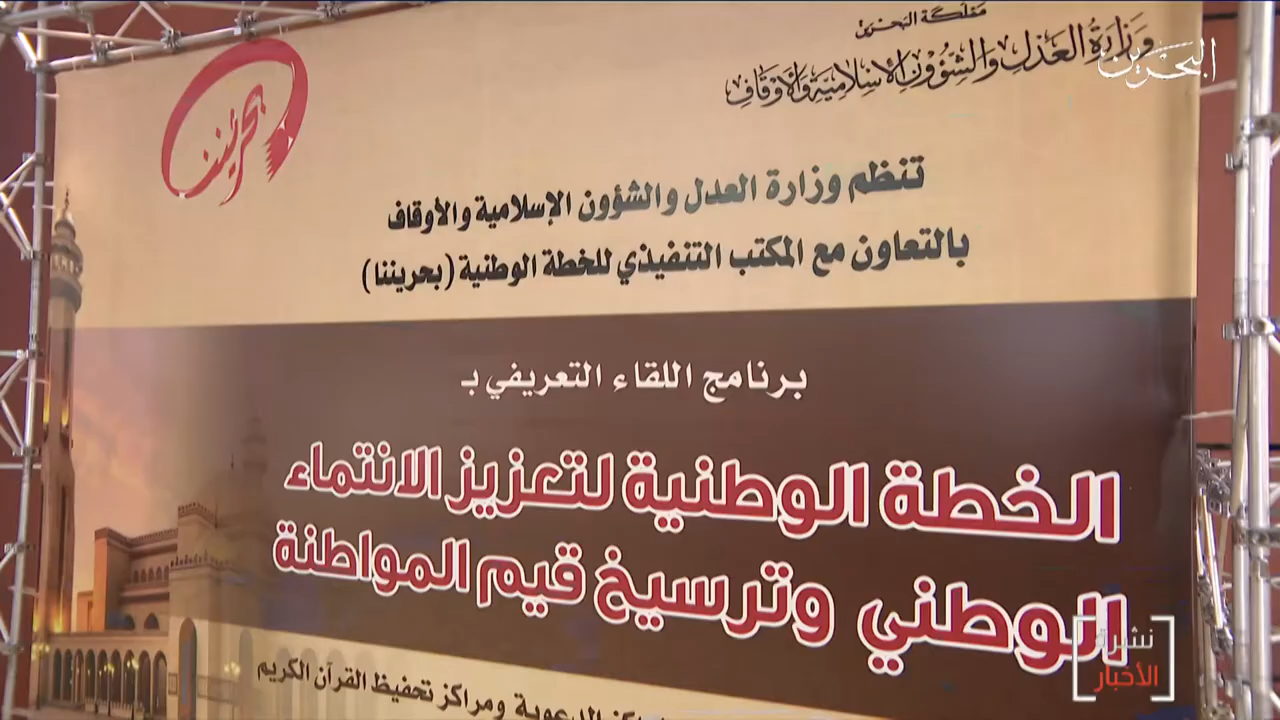 مملكة البحرين
وزارة العدل والشؤون الإسلامية والأوقاف
البحرين
بحريننا
تنظم وزارة العدل والشؤون الإسلامية والأوقاف
بالتعاون مع المكتب التنفيذي للخطة الوطنية (بحريننا)
برنامج اللقاء التعريفي بـ
الخطة الوطنية لتعزيز الانتماء
الوطني وترسيخ قيم المواطنة
الدعوية ومراكز تحفيظ القرآن الكريم
نشرة
الأخبار